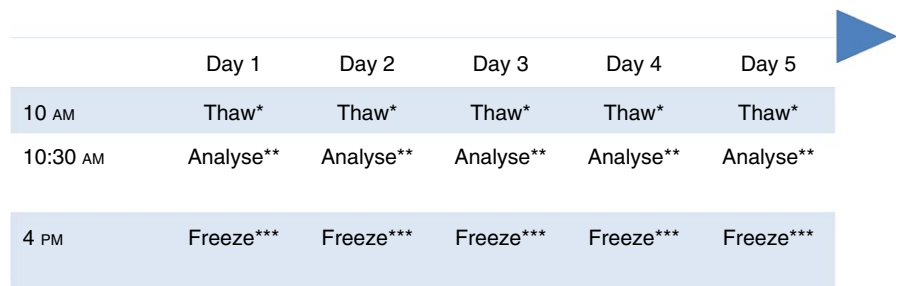 Day 1 Day 2 Day 3 Day 4 Day 5
10 AM Thaw* Thaw* Thaw* Thaw* Thaw*
10:30 AM Analyse** Analyse** Analyse** Analyse** Analyse**
4 PM Freeze*** Freeze*** Freeze*** Freeze*** Freeze***